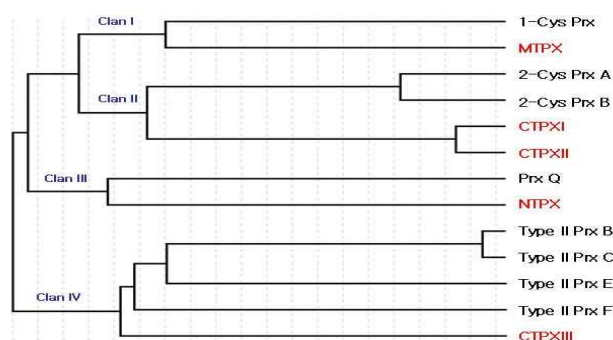 Clan I
1-Cys Prx
MTPX
2-Cys Prx A
Clan II
2-Cys Prx B
CTPXI
CTPXII
Clan III
Prx Q
NTPX
Type II Prx B
Type II Prx C
Type II Prx E
Clan IV
Type II Prx F
CTPXIII